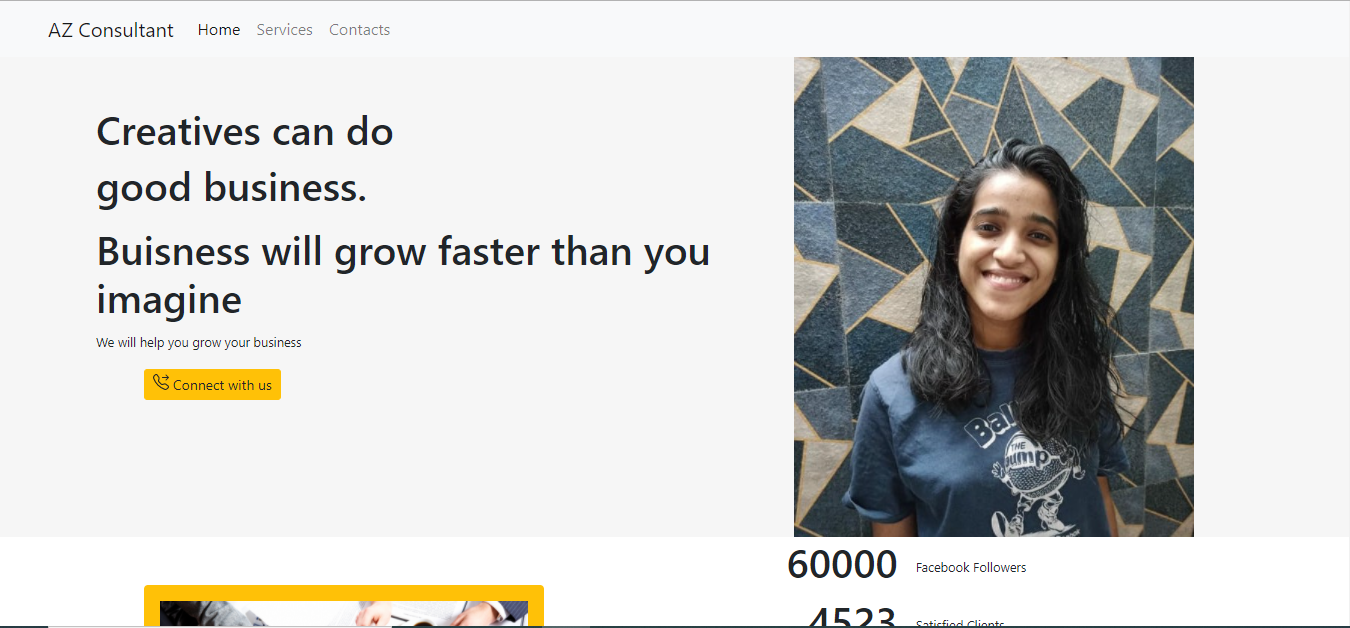 AZ Consultant Home Services Contacts
Creatives can do
good business.
Buisness will grow faster than you
imagine
We will help you grow your business
Connect with us
THE
60000 Facebook Followers
4523 Satisfied Clients